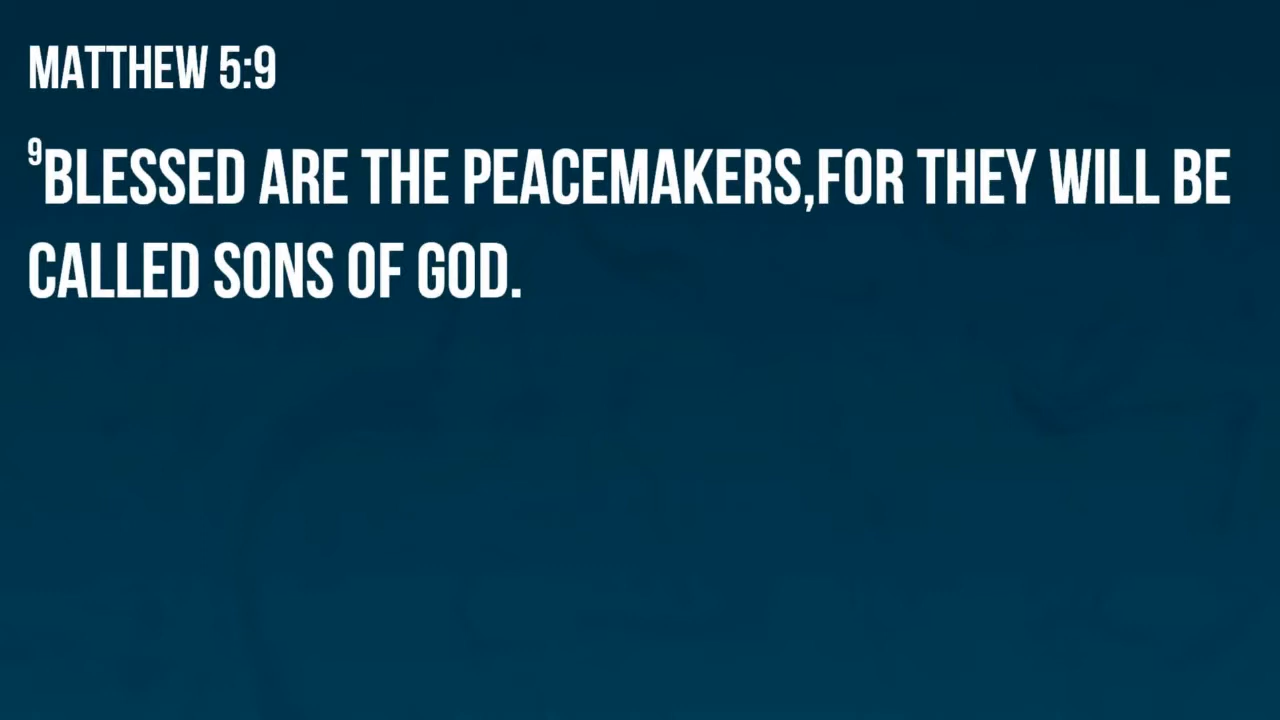 MATTHEW 5:9
⁹BLESSED ARE THE PEACEMAKERS,FOR THEY WILL BE
CALLED SONS OF GOD.